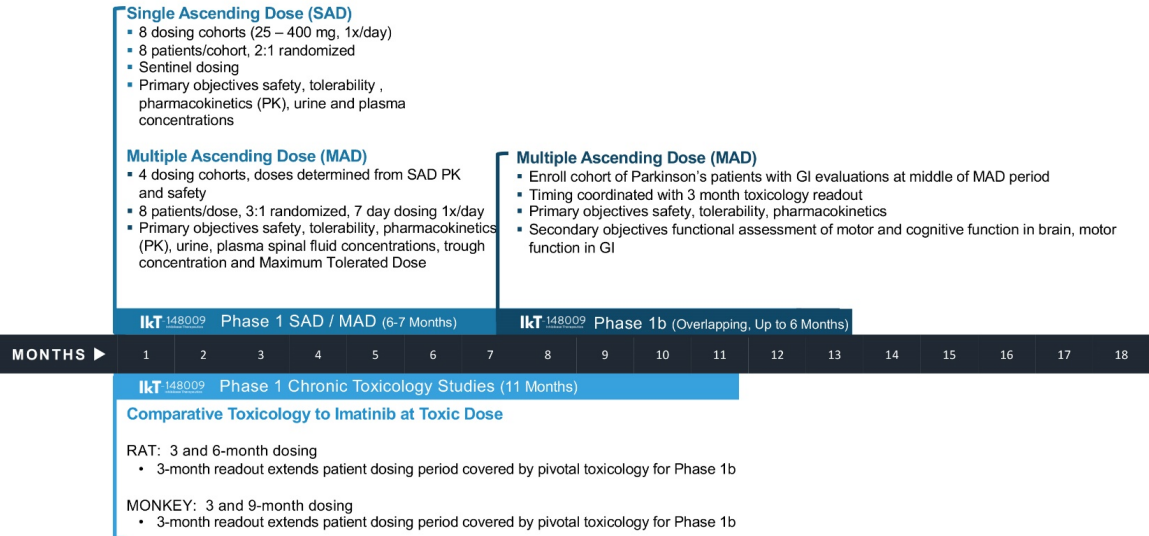 Single Ascending Dose (SAD)
▪ 8 dosing cohorts (25 – 400 mg, 1x/day)
▪ 8 patients/cohort, 2:1 randomized
▪ Sentinel dosing
▪ Primary objectives safety, tolerability ,
pharmacokinetics (PK), urine and plasma
concentrations
Multiple Ascending Dose (MAD)
▪ 4 dosing cohorts, doses determined from SAD PK
and safety
▪ 8 patients/dose, 3:1 randomized, 7 day dosing 1x/day
▪ Primary objectives safety, tolerability, pharmacokinetics
(PK), urine, plasma spinal fluid concentrations, trough
concentration and Maximum Tolerated Dose
Multiple Ascending Dose (MAD)
▪ Enroll cohort of Parkinson's patients with GI evaluations at middle of MAD period
▪ Timing coordinated with 3 month toxicology readout
▪ Primary objectives safety, tolerability, pharmacokinetics
▪ Secondary objectives functional assessment of motor and cognitive function in brain, motor
function in GI
IkT-148009 Phase 1 SAD / MAD (6-7 Months)
IkT-148009 Phase 1b (Overlapping, Up to 6 Months)
MONTHS ▶ 1 2 3 4 5 6 7 8 9 10 11 12 13 14 15 16 17 18
IkT-148009 Phase 1 Chronic Toxicology Studies (11 Months)
Comparative Toxicology to Imatinib at Toxic Dose
RAT: 3 and 6-month dosing
• 3-month readout extends patient dosing period covered by pivotal toxicology for Phase 1b
MONKEY: 3 and 9-month dosing
• 3-month readout extends patient dosing period covered by pivotal toxicology for Phase 1b